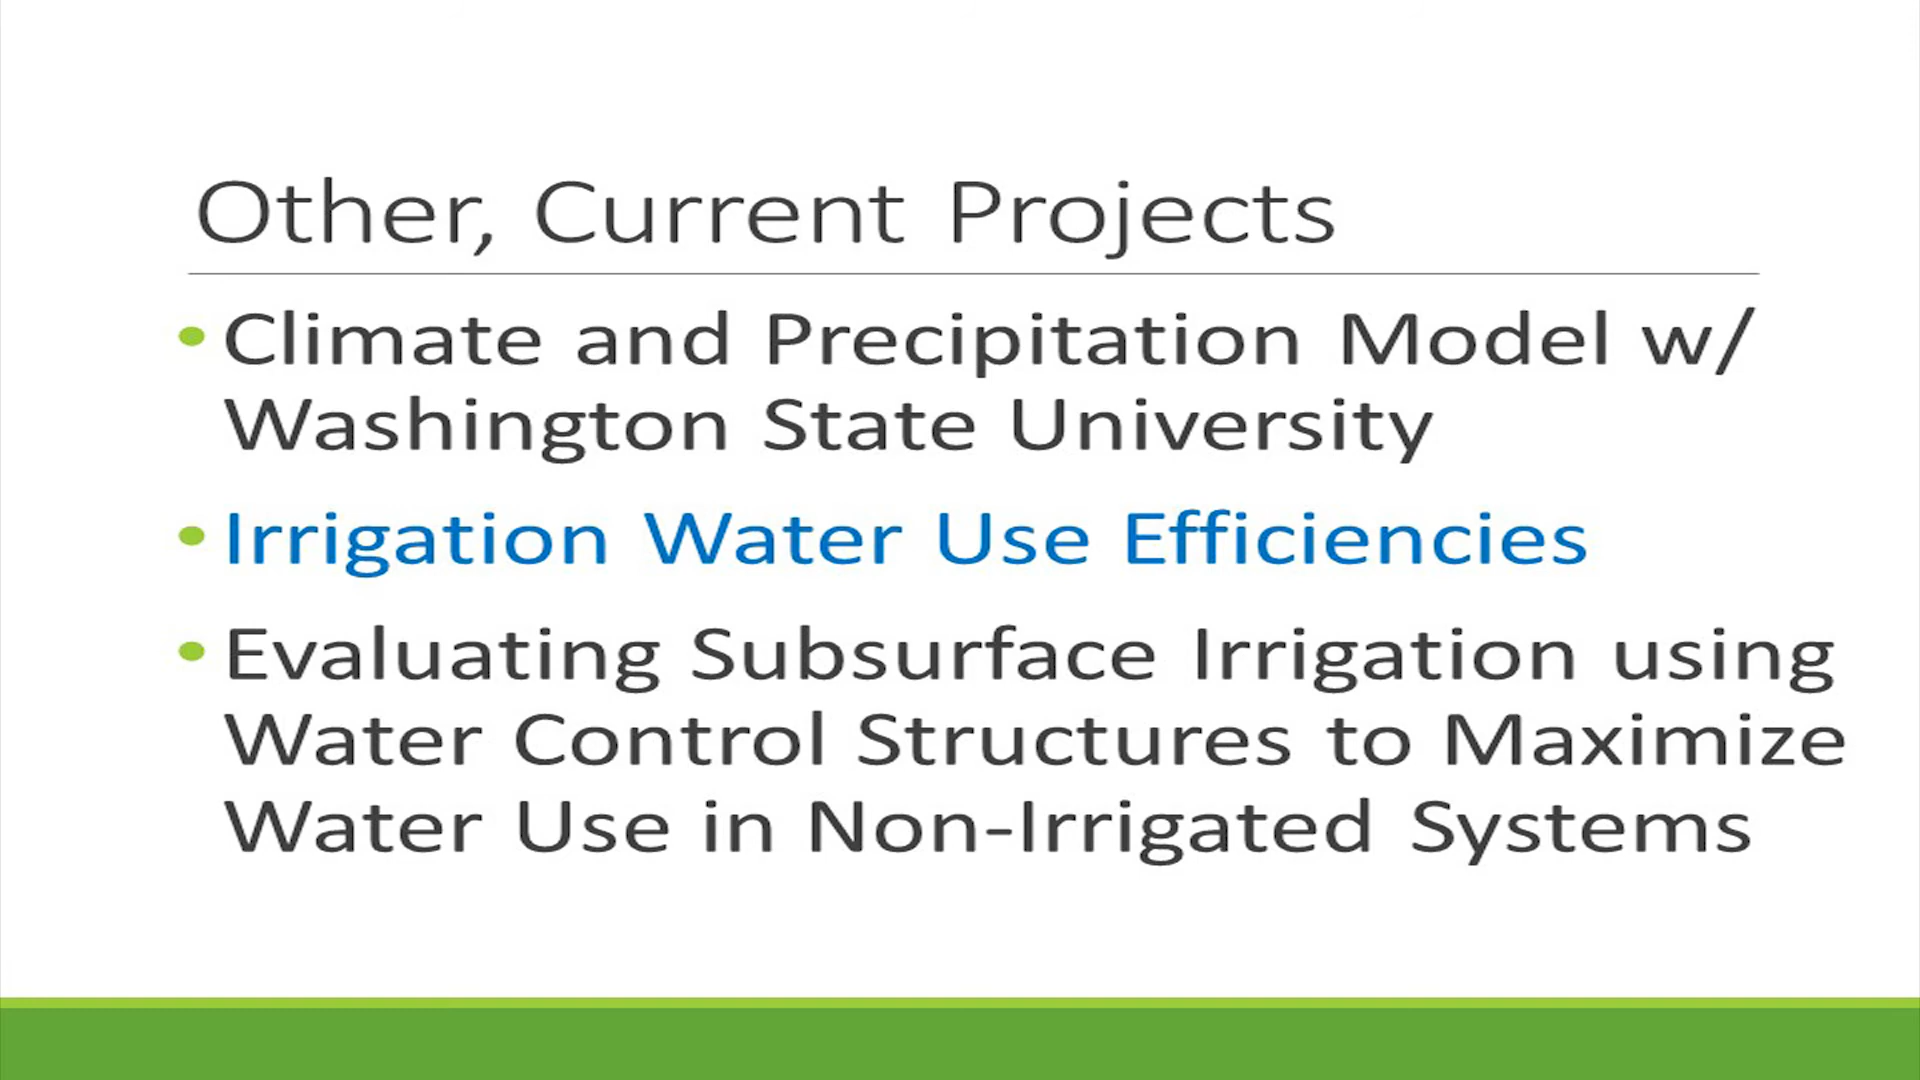 Other, Current Projects
• Climate and Precipitation Model w/
Washington State University
• Irrigation Water Use Efficiencies
• Evaluating Subsurface Irrigation using
Water Control Structures to Maximize
Water Use in Non-Irrigated Systems